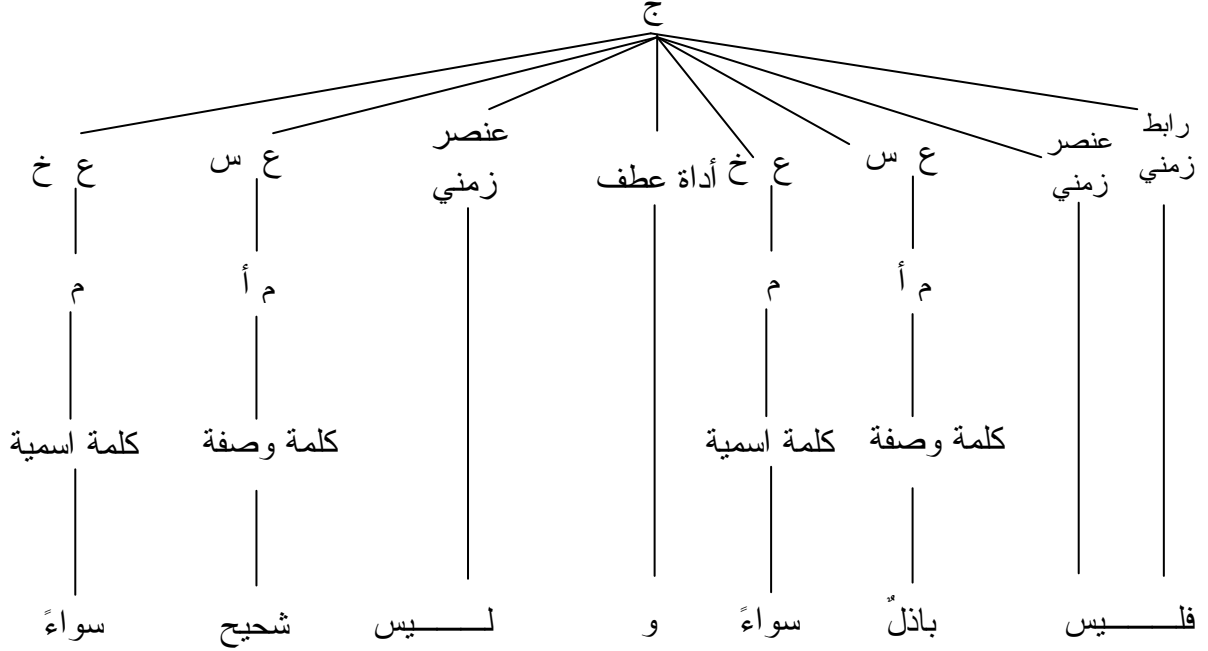 ج
رابط زمني عنصر زمني ع س ع خ أداة عطف عنصر زمني ع س ع خ
م أ م م أ م
كلمة وصفة كلمة اسمية كلمة وصفة كلمة اسمية
فلـــــيس باذلٌ سواءً و لـــــيس شحيح سواءً